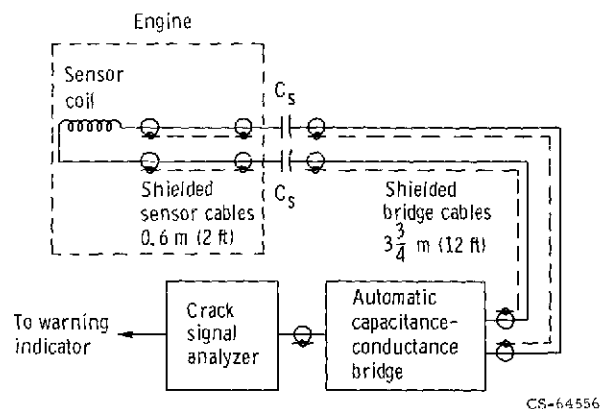 Engine
Sensor
coil
C_s
C_s
Shielded
sensor cables
0.6 m (2 ft)
Shielded
bridge cables
3 3/4 m (12 ft)
Automatic
capacitance-
conductance
bridge
Crack
signal
analyzer
To warning
indicator
CS-64556